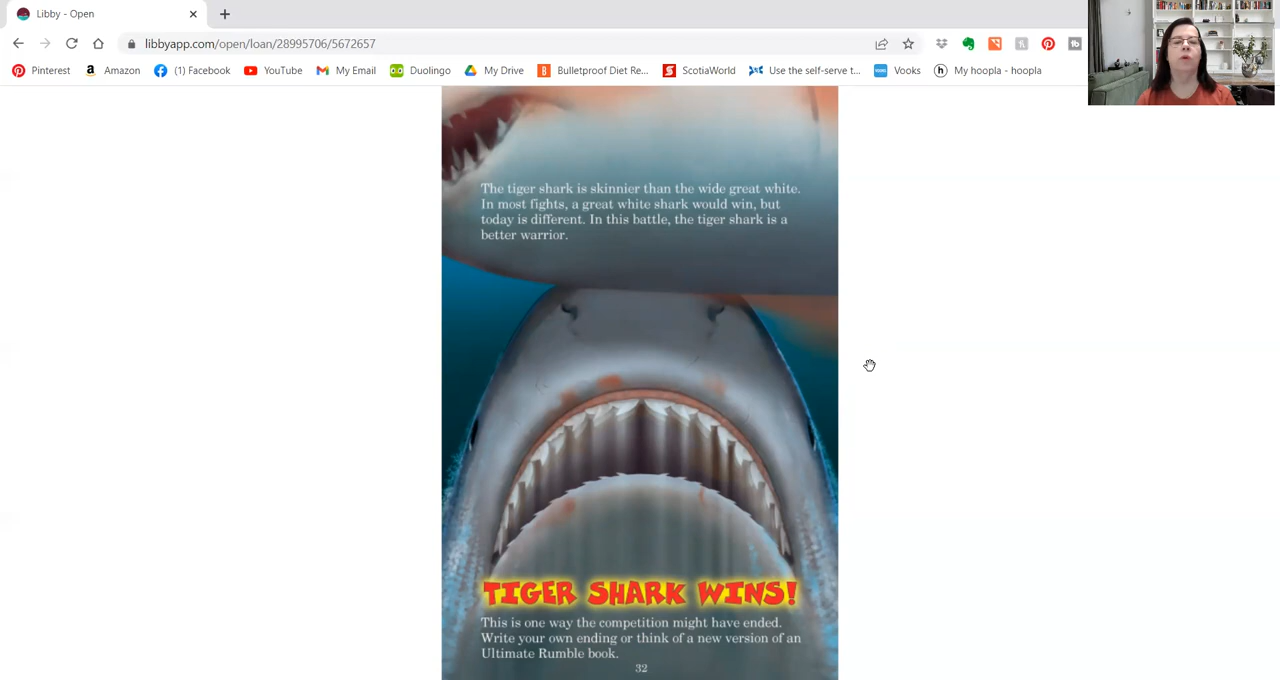 Libby - Open
libbyapp.com/open/loan/28995706/5672657
Pinterest Amazon (1) Facebook YouTube My Email Duolingo My Drive Bulletproof Diet Re... ScotiaWorld Use the self-serve t... Vooks My hoopla - hoopla
The tiger shark is skinnier than the wide great white.
In most fights, a great white shark would win, but
today is different. In this battle, the tiger shark is a
better warrior.
TIGER SHARK WINS!
This is one way the competition might have ended.
Write your own ending or think of a new version of an
Ultimate Rumble book.
32